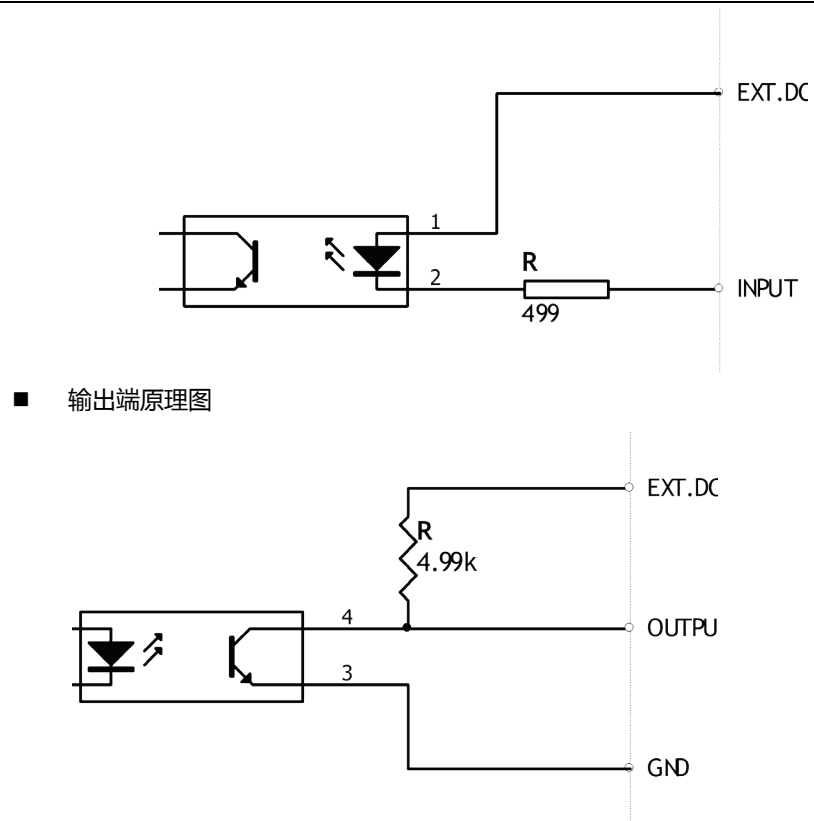 EXT.DC
1
2
R
499
INPUT
■ 输出端原理图
EXT.DC
R
4.99k
4
OUTPU
3
GND